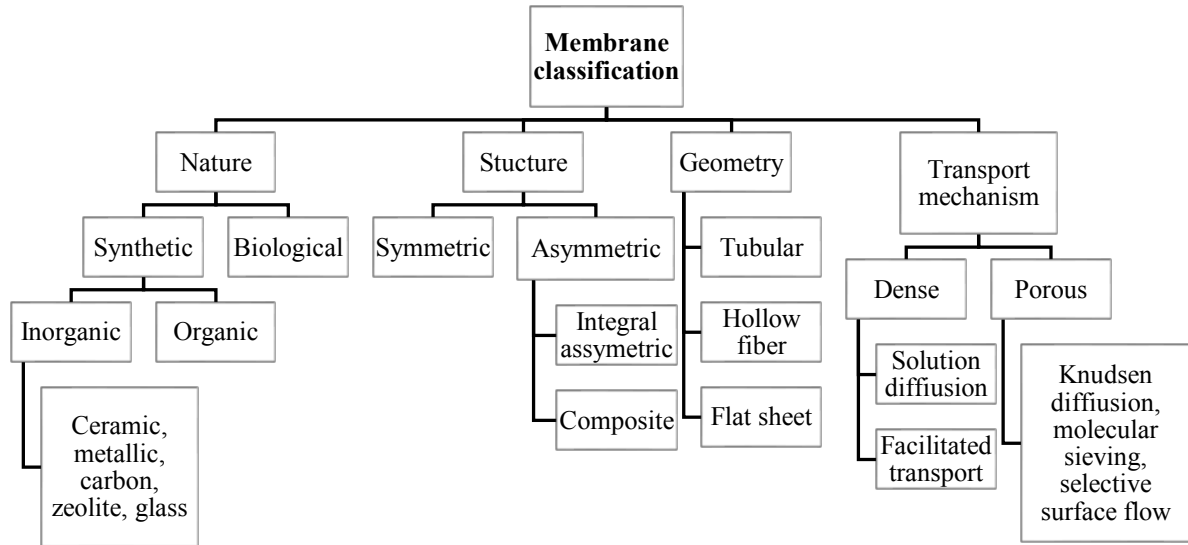 Membrane
classification
Nature
Stucture
Geometry
Transport
mechanism
Synthetic
Biological
Symmetric
Asymmetric
Tubular
Dense
Porous
Inorganic
Organic
Integral
assymetric
Hollow
fiber
Solution
diffiusion
Knudsen
diffiusion,
molecular
sieving,
selective
surface flow
Ceramic,
metallic,
carbon,
zeolite, glass
Composite
Flat sheet
Facilitated
transport